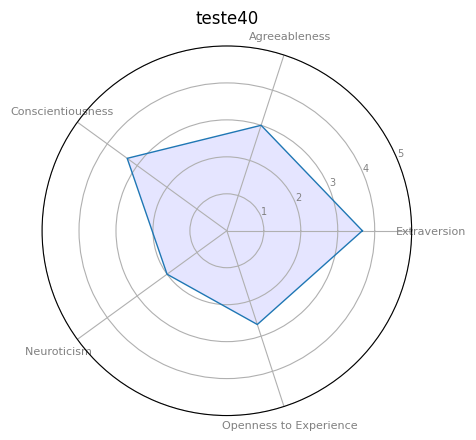 teste40
Agreeableness
Conscientiousness
5
4
3
2
1
Extraversion
Neuroticism
Openness to Experience